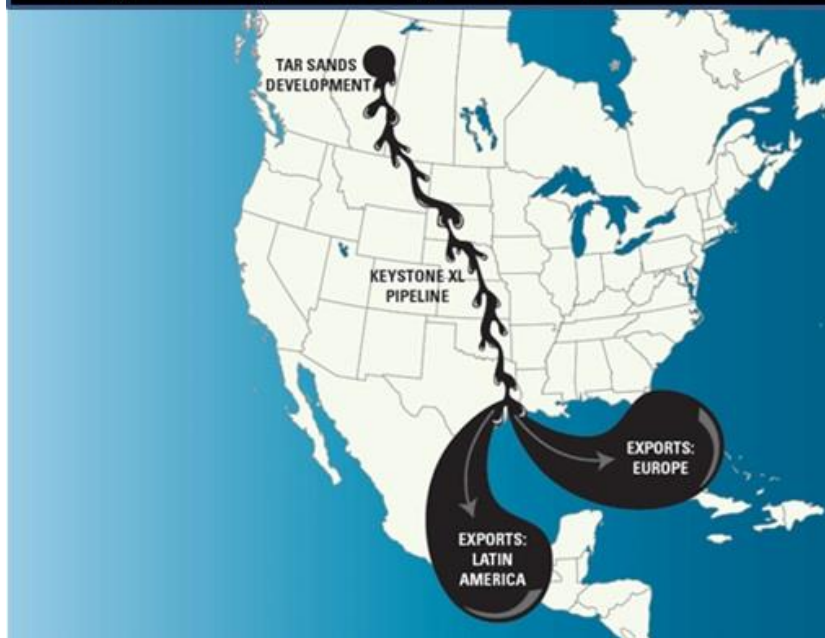 TAR SANDS
DEVELOPMENT
KEYSTONE XL
PIPELINE
EXPORTS:
EUROPE
EXPORTS:
LATIN
AMERICA